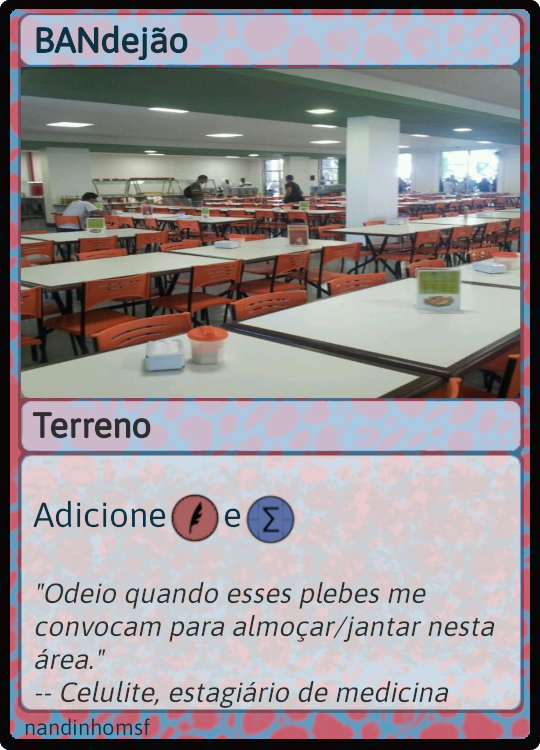 BANdejão
Terreno
Adicione e Σ
"Odeio quando esses plebes me
convocam para almoçar/jantar nesta
área."
-- Celulite, estagiário de medicina
nandinhomsf